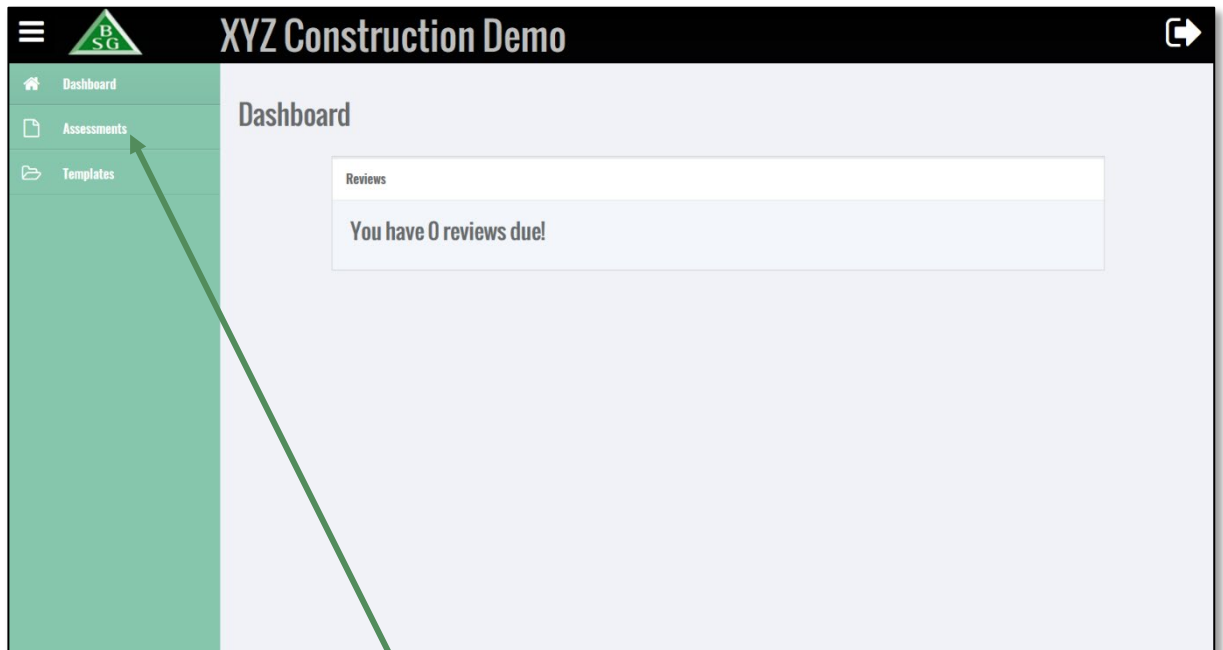 B
SG
XYZ Construction Demo
Dashboard
Assessments
Templates
Dashboard
Reviews
You have 0 reviews due!